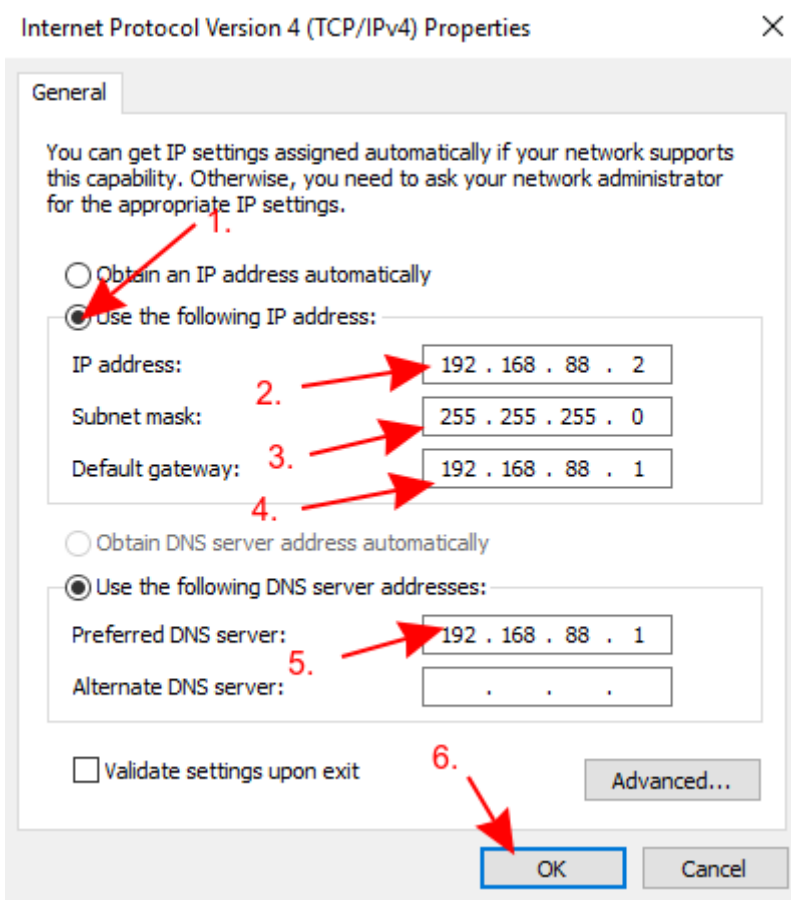 Internet Protocol Version 4 (TCP/IPv4) Properties
General
You can get IP settings assigned automatically if your network supports
this capability. Otherwise, you need to ask your network administrator
for the appropriate IP settings.
1.
Obtain an IP address automatically
Use the following IP address:
IP address: 192 . 168 . 88 . 2
2.
Subnet mask: 255 . 255 . 255 . 0
3.
Default gateway: 192 . 168 . 88 . 1
4.
Obtain DNS server address automatically
Use the following DNS server addresses:
Preferred DNS server: 192 . 168 . 88 . 1
5.
Alternate DNS server: . . .
6.
Validate settings upon exit
Advanced...
OK Cancel